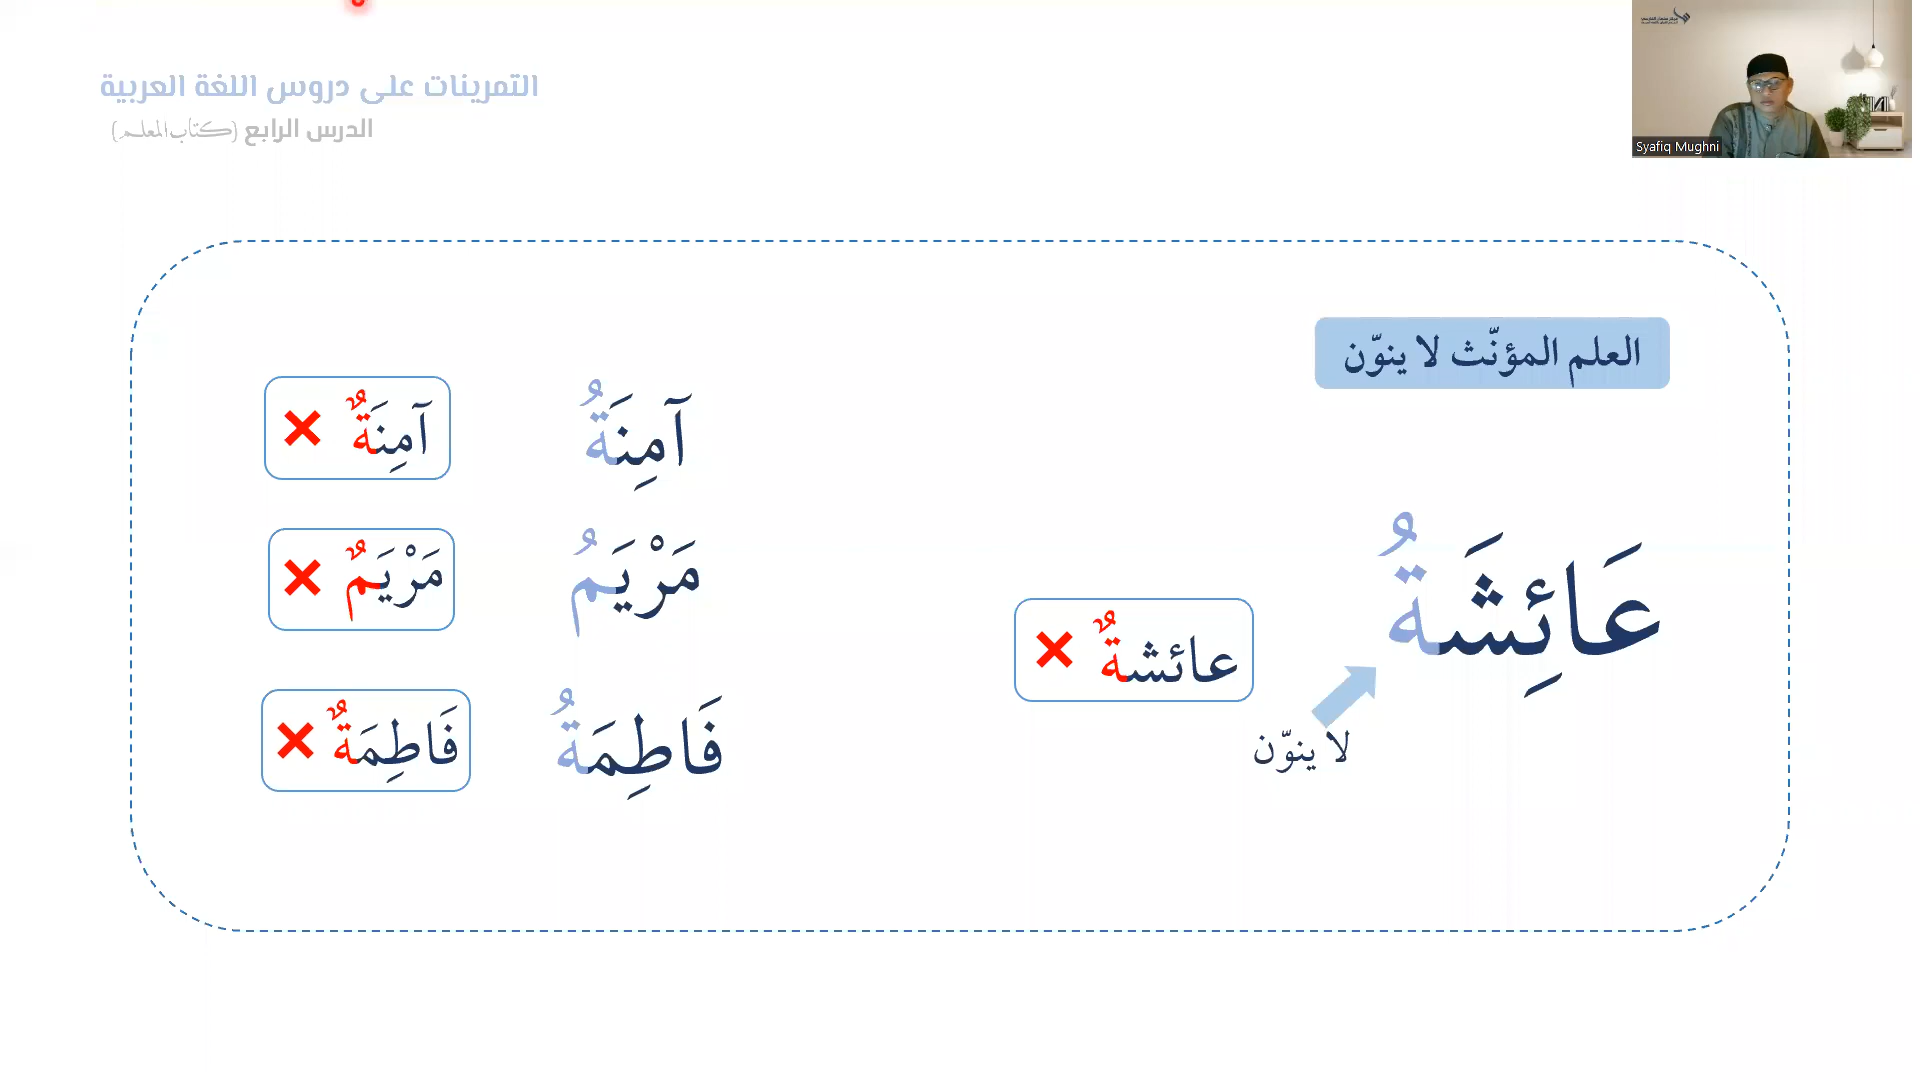 التمرينات على دروس اللغة العربية
الدرس الرابع (كتاب المعلم)
Syafiq Mughni
العلم المؤنّث لا ينوّن
عَائِشَةُ
عائشةٌ
لا ينوّن
آمِنَةُ
آمِنَةٌ
مَرْيَمُ
مَرْيَمٌ
فَاطِمَةُ
فَاطِمَةٌ